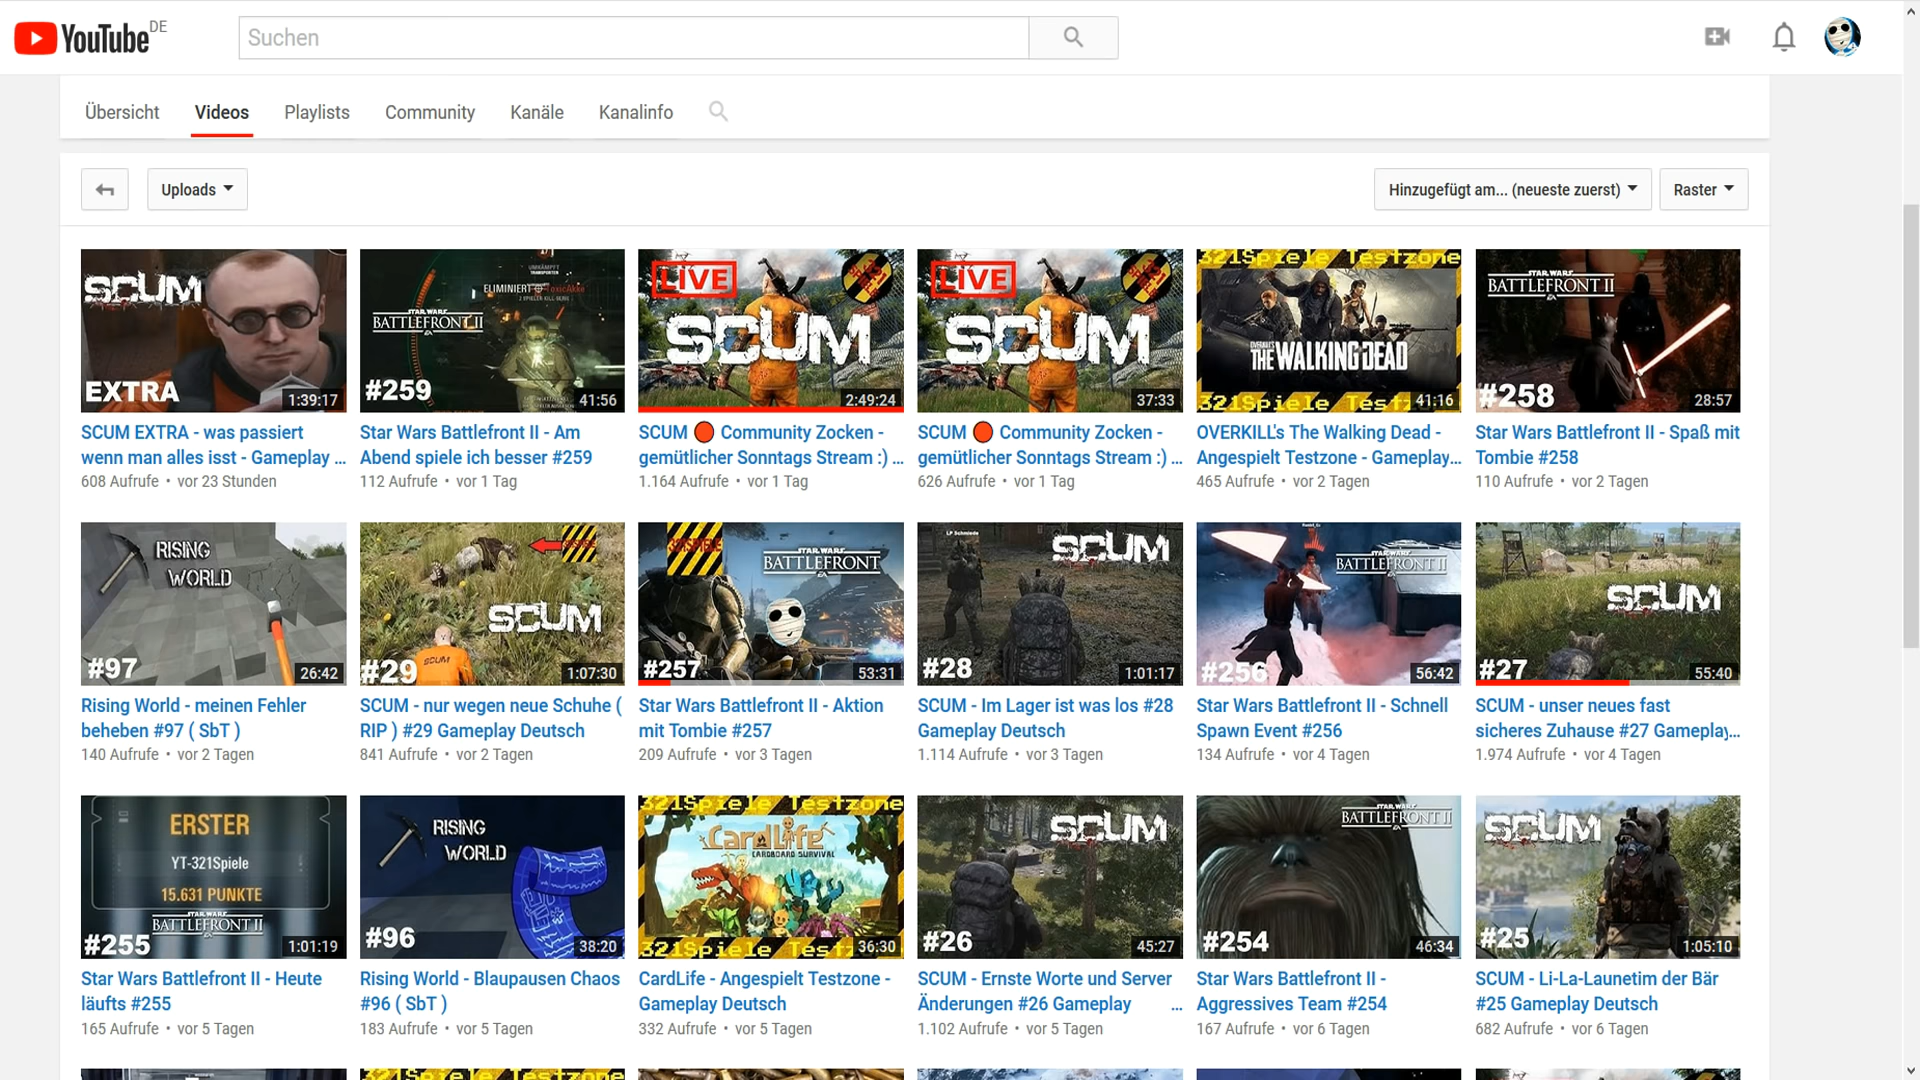 YouTube DE
Suchen
Übersicht
Videos
Playlists
Community
Kanäle
Kanalinfo
Uploads
Hinzugefügt am... (neueste zuerst)
Raster
SCUM
EXTRA
1:39:17
ELIMINIERT
STAR WARS
BATTLEFRONT II
#259
41:56
LIVE
SCUM
2:49:24
LIVE
SCUM
37:33
321Spiele Testzone
OVERKILL's
THE WALKING DEAD
321Spiele Testz
41:16
STAR WARS
BATTLEFRONT II
#258
28:57
SCUM EXTRA - was passiert
wenn man alles isst - Gameplay ...
608 Aufrufe • vor 23 Stunden
Star Wars Battlefront II - Am
Abend spiele ich besser #259
112 Aufrufe • vor 1 Tag
SCUM 🔴 Community Zocken -
gemütlicher Sonntags Stream :) ...
1.164 Aufrufe • vor 1 Tag
SCUM 🔴 Community Zocken -
gemütlicher Sonntags Stream :) ...
626 Aufrufe • vor 1 Tag
OVERKILL's The Walking Dead -
Angespielt Testzone - Gameplay...
465 Aufrufe • vor 2 Tagen
Star Wars Battlefront II - Spaß mit
Tombie #258
110 Aufrufe • vor 2 Tagen
RISING
WORLD
#97
26:42
SCUM
#29
1:07:30
STAR WARS
BATTLEFRONT
#257
53:31
LP Schmiede
SCUM
#28
1:01:17
STAR WARS
BATTLEFRONT II
#256
56:42
SCUM
#27
55:40
Rising World - meinen Fehler
beheben #97 ( SbT )
140 Aufrufe • vor 2 Tagen
SCUM - nur wegen neue Schuhe (
RIP ) #29 Gameplay Deutsch
841 Aufrufe • vor 2 Tagen
Star Wars Battlefront II - Aktion
mit Tombie #257
209 Aufrufe • vor 3 Tagen
SCUM - Im Lager ist was los #28
Gameplay Deutsch
1.114 Aufrufe • vor 3 Tagen
Star Wars Battlefront II - Schnell
Spawn Event #256
134 Aufrufe • vor 4 Tagen
SCUM - unser neues fast
sicheres Zuhause #27 Gameplay...
1.974 Aufrufe • vor 4 Tagen
ERSTER
YT-321Spiele
15.631 PUNKTE
STAR WARS
BATTLEFRONT II
#255
1:01:19
RISING
WORLD
#96
38:20
321Spiele Testzone
CardLife
CARDBOARD SURVIVAL
321Spiele Testz
36:30
SCUM
#26
45:27
STAR WARS
BATTLEFRONT II
#254
46:34
SCUM
#25
1:05:10
Star Wars Battlefront II - Heute
läufts #255
165 Aufrufe • vor 5 Tagen
Rising World - Blaupausen Chaos
#96 ( SbT )
183 Aufrufe • vor 5 Tagen
CardLife - Angespielt Testzone -
Gameplay Deutsch
332 Aufrufe • vor 5 Tagen
SCUM - Ernste Worte und Server
Änderungen #26 Gameplay ...
1.102 Aufrufe • vor 5 Tagen
Star Wars Battlefront II -
Aggressives Team #254
167 Aufrufe • vor 6 Tagen
SCUM - Li-La-Launetim der Bär
#25 Gameplay Deutsch
682 Aufrufe • vor 6 Tagen
321Spiele Testzone